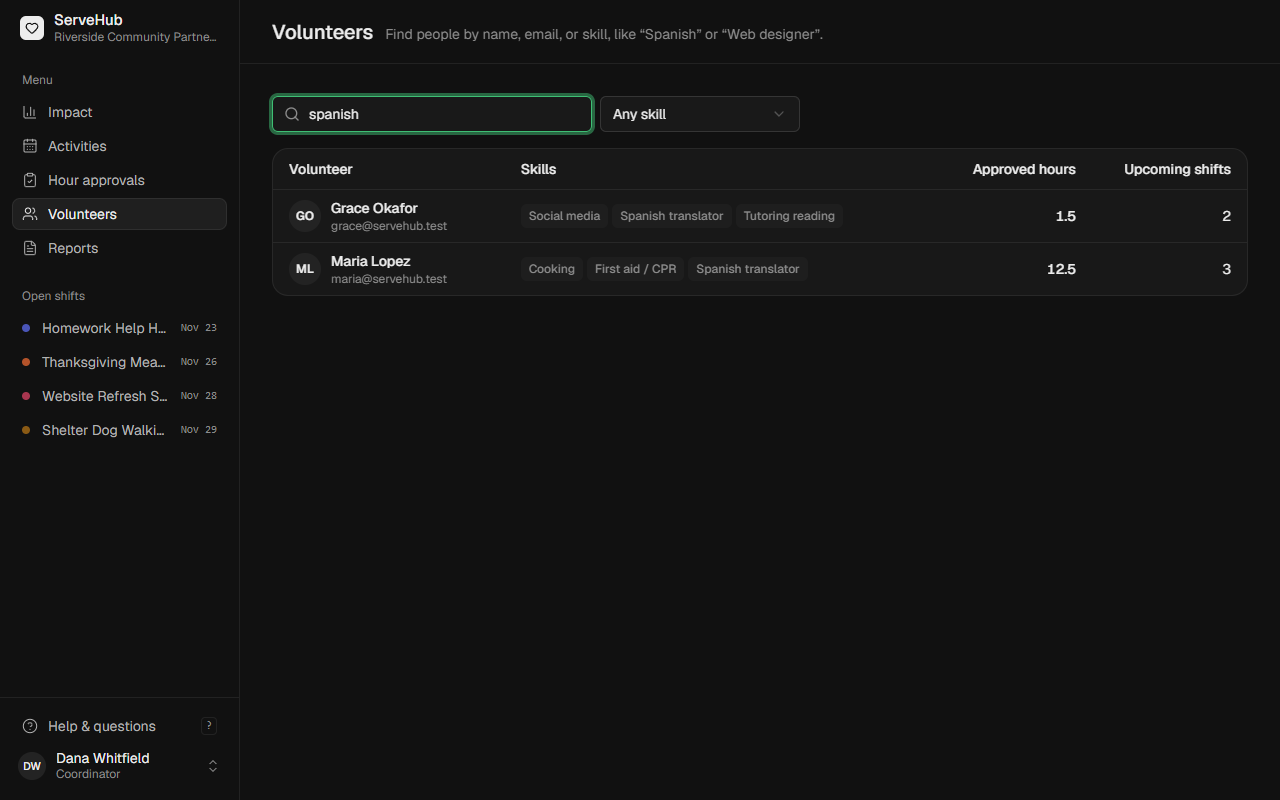 ServeHub
Riverside Community Partne…
Menu
Impact
Activities
Hour approvals
Volunteers
Reports
Open shifts
Homework Help H… Nov 23
Thanksgiving Mea… Nov 26
Website Refresh S… Nov 28
Shelter Dog Walki… Nov 29
Help & questions ?
DW Dana Whitfield
Coordinator
Volunteers Find people by name, email, or skill, like “Spanish” or “Web designer”.
spanish Any skill
Volunteer Skills Approved hours Upcoming shifts
GO Grace Okafor Social media Spanish translator Tutoring reading 1.5 2
grace@servehub.test
ML Maria Lopez Cooking First aid / CPR Spanish translator 12.5 3
maria@servehub.test